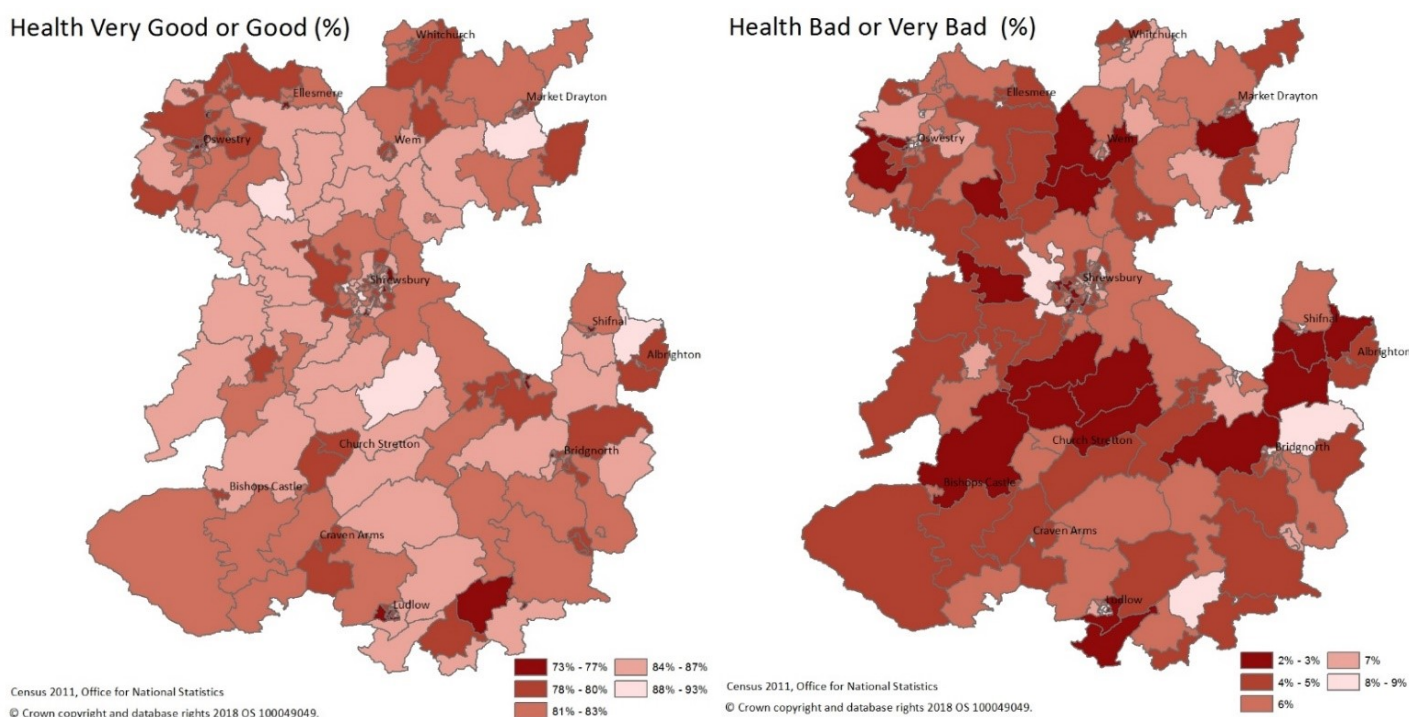 Health Very Good or Good (%)
Whitchurch
Ellesmere
Market Drayton
Oswestry
Wem
Shrewsbury
Shifnal
Albrighton
Church Stretton
Bridgnorth
Bishops Castle
Craven Arms
Ludlow
73% - 77%
84% - 87%
78% - 80%
88% - 93%
81% - 83%
Census 2011, Office for National Statistics
© Crown copyright and database rights 2018 OS 100049049.
Health Bad or Very Bad (%)
Whitchurch
Ellesmere
Market Drayton
Oswestry
Wem
Shrewsbury
Shifnal
Albrighton
Church Stretton
Bridgnorth
Bishops Castle
Craven Arms
Ludlow
2% - 3%
7%
4% - 5%
8% - 9%
6%
Census 2011, Office for National Statistics
© Crown copyright and database rights 2018 OS 100049049.